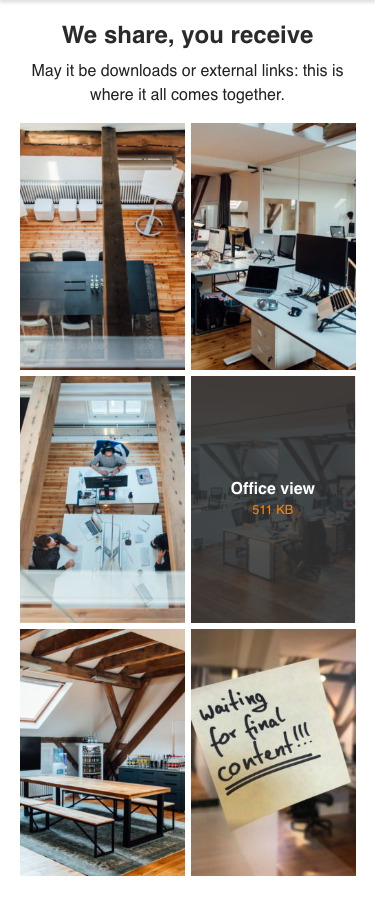 We share, you receive
May it be downloads or external links: this is
where it all comes together.
Office view
511 KB
waiting
for final
content!!!